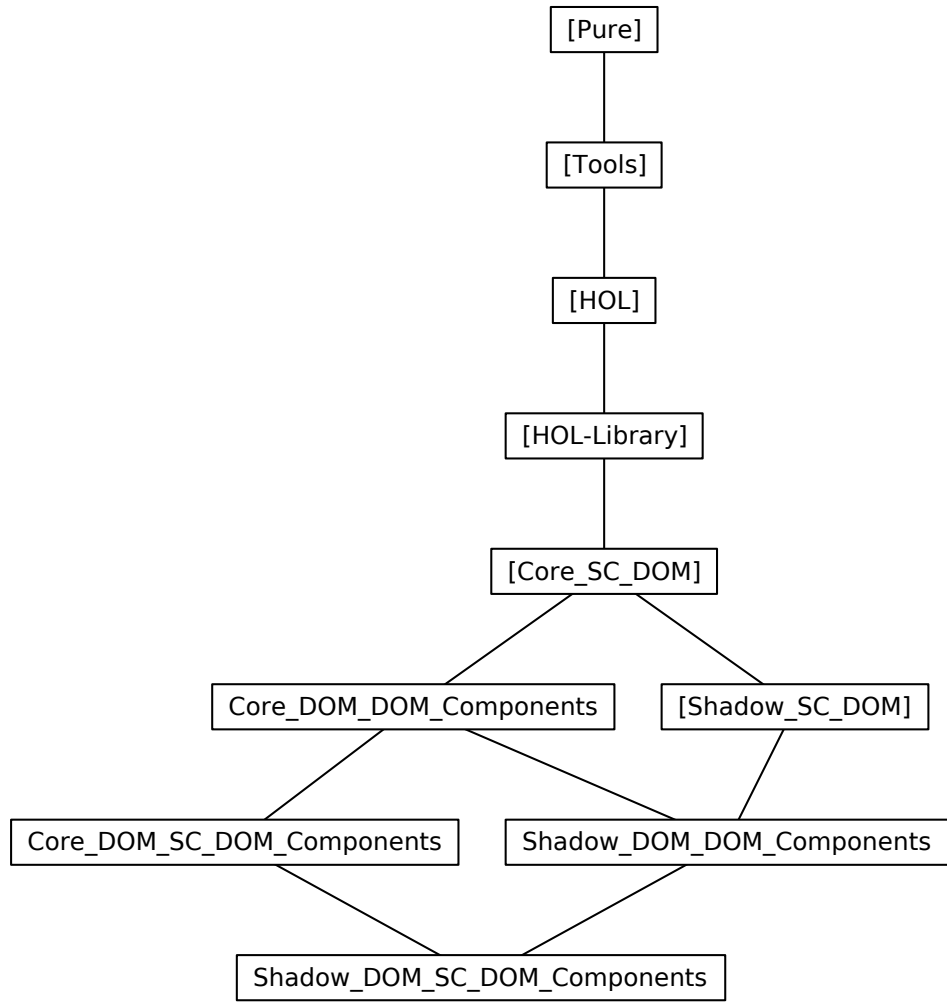 [Pure]
[Tools]
[HOL]
[HOL-Library]
[Core_SC_DOM]
Core_DOM_DOM_Components
[Shadow_SC_DOM]
Core_DOM_SC_DOM_Components
Shadow_DOM_DOM_Components
Shadow_DOM_SC_DOM_Components